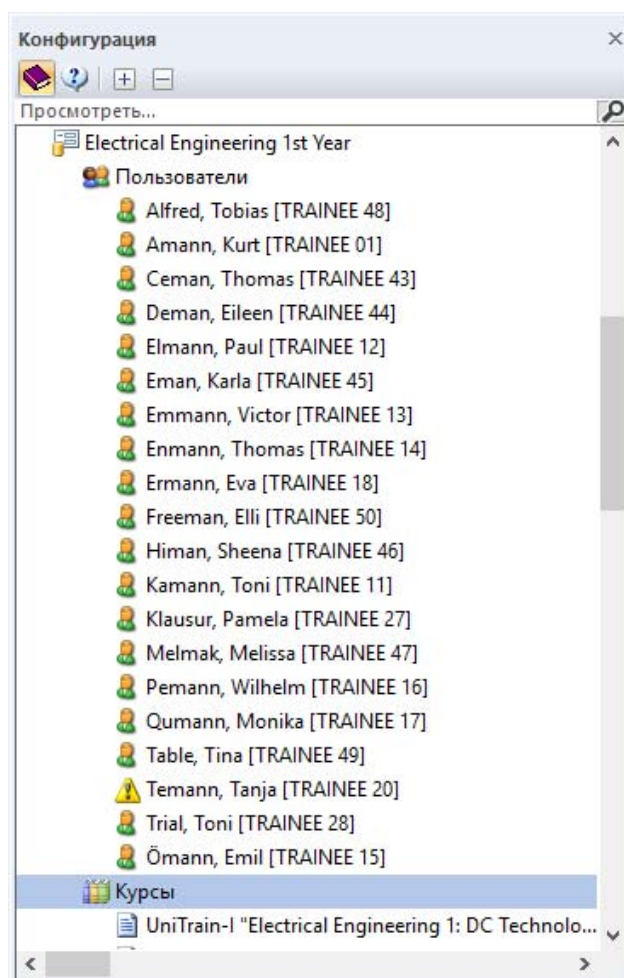 Конфигурация
Просмотреть...
Electrical Engineering 1st Year
Пользователи
Alfred, Tobias [TRAINEE 48]
Amann, Kurt [TRAINEE 01]
Ceman, Thomas [TRAINEE 43]
Deman, Eileen [TRAINEE 44]
Elmann, Paul [TRAINEE 12]
Eman, Karla [TRAINEE 45]
Emmann, Victor [TRAINEE 13]
Enmann, Thomas [TRAINEE 14]
Ermann, Eva [TRAINEE 18]
Freeman, Elli [TRAINEE 50]
Himan, Sheena [TRAINEE 46]
Kamann, Toni [TRAINEE 11]
Klausur, Pamela [TRAINEE 27]
Melmak, Melissa [TRAINEE 47]
Pemann, Wilhelm [TRAINEE 16]
Qumann, Monika [TRAINEE 17]
Table, Tina [TRAINEE 49]
Temann, Tanja [TRAINEE 20]
Trial, Toni [TRAINEE 28]
Ömann, Emil [TRAINEE 15]
Курсы
UniTrain-I "Electrical Engineering 1: DC Technolo...